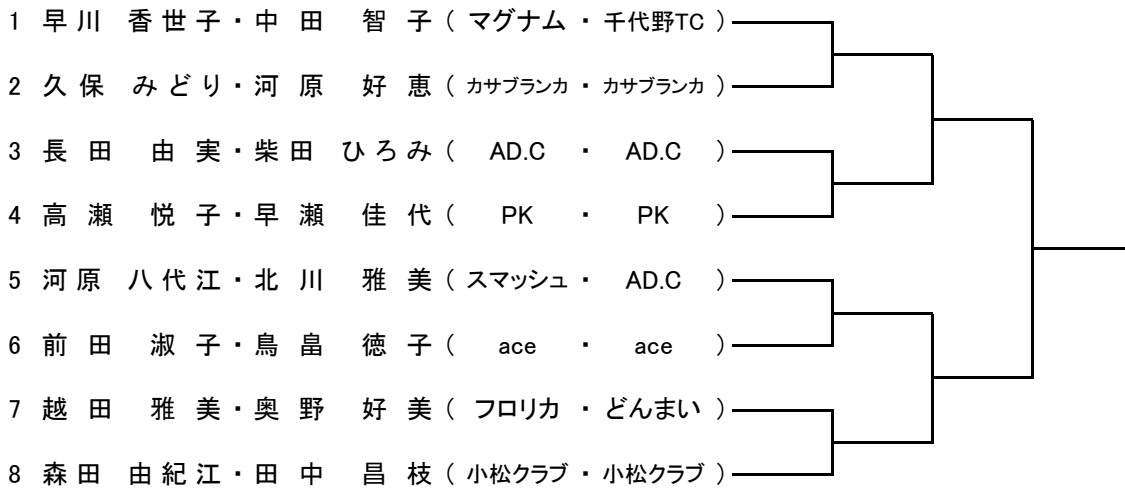 1 早川 香世子・中田 智子 ( マグナム ・ 千代野TC )
2 久保 みどり・河原 好恵 ( カサブランカ ・ カサブランカ )
3 長田 由実・柴田 ひろみ ( AD.C ・ AD.C )
4 高瀬 悦子・早瀬 佳代 ( PK ・ PK )
5 河原 八代江・北川 雅美 ( スマッシュ ・ AD.C )
6 前田 淑子・鳥畠 徳子 ( ace ・ ace )
7 越田 雅美・奥野 好美 ( フロリカ ・ どんまい )
8 森田 由紀江・田中 昌枝 ( 小松クラブ ・ 小松クラブ )